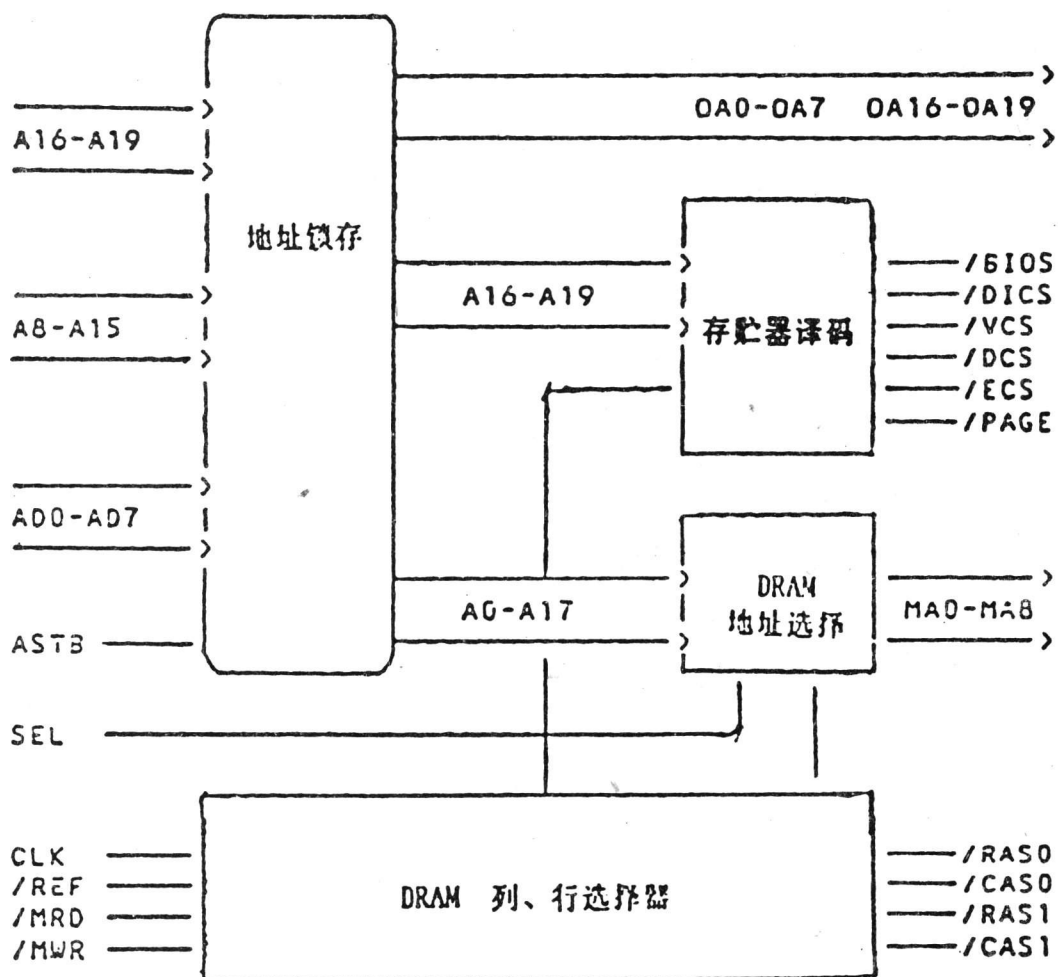 OA0-OA7 OA16-OA19
A16-A19
地址锁存
/BIOS
A16-A19
/DICS
A8-A15
/VCS
存贮器译码
/DCS
/ECS
/PAGE
AD0-AD7
DRAM
A0-A17
MA0-MA8
地址选择
ASTB
SEL
CLK
/RAS0
/REF
/CAS0
DRAM 列、行选择器
/MRD
/RAS1
/MWR
/CAS1